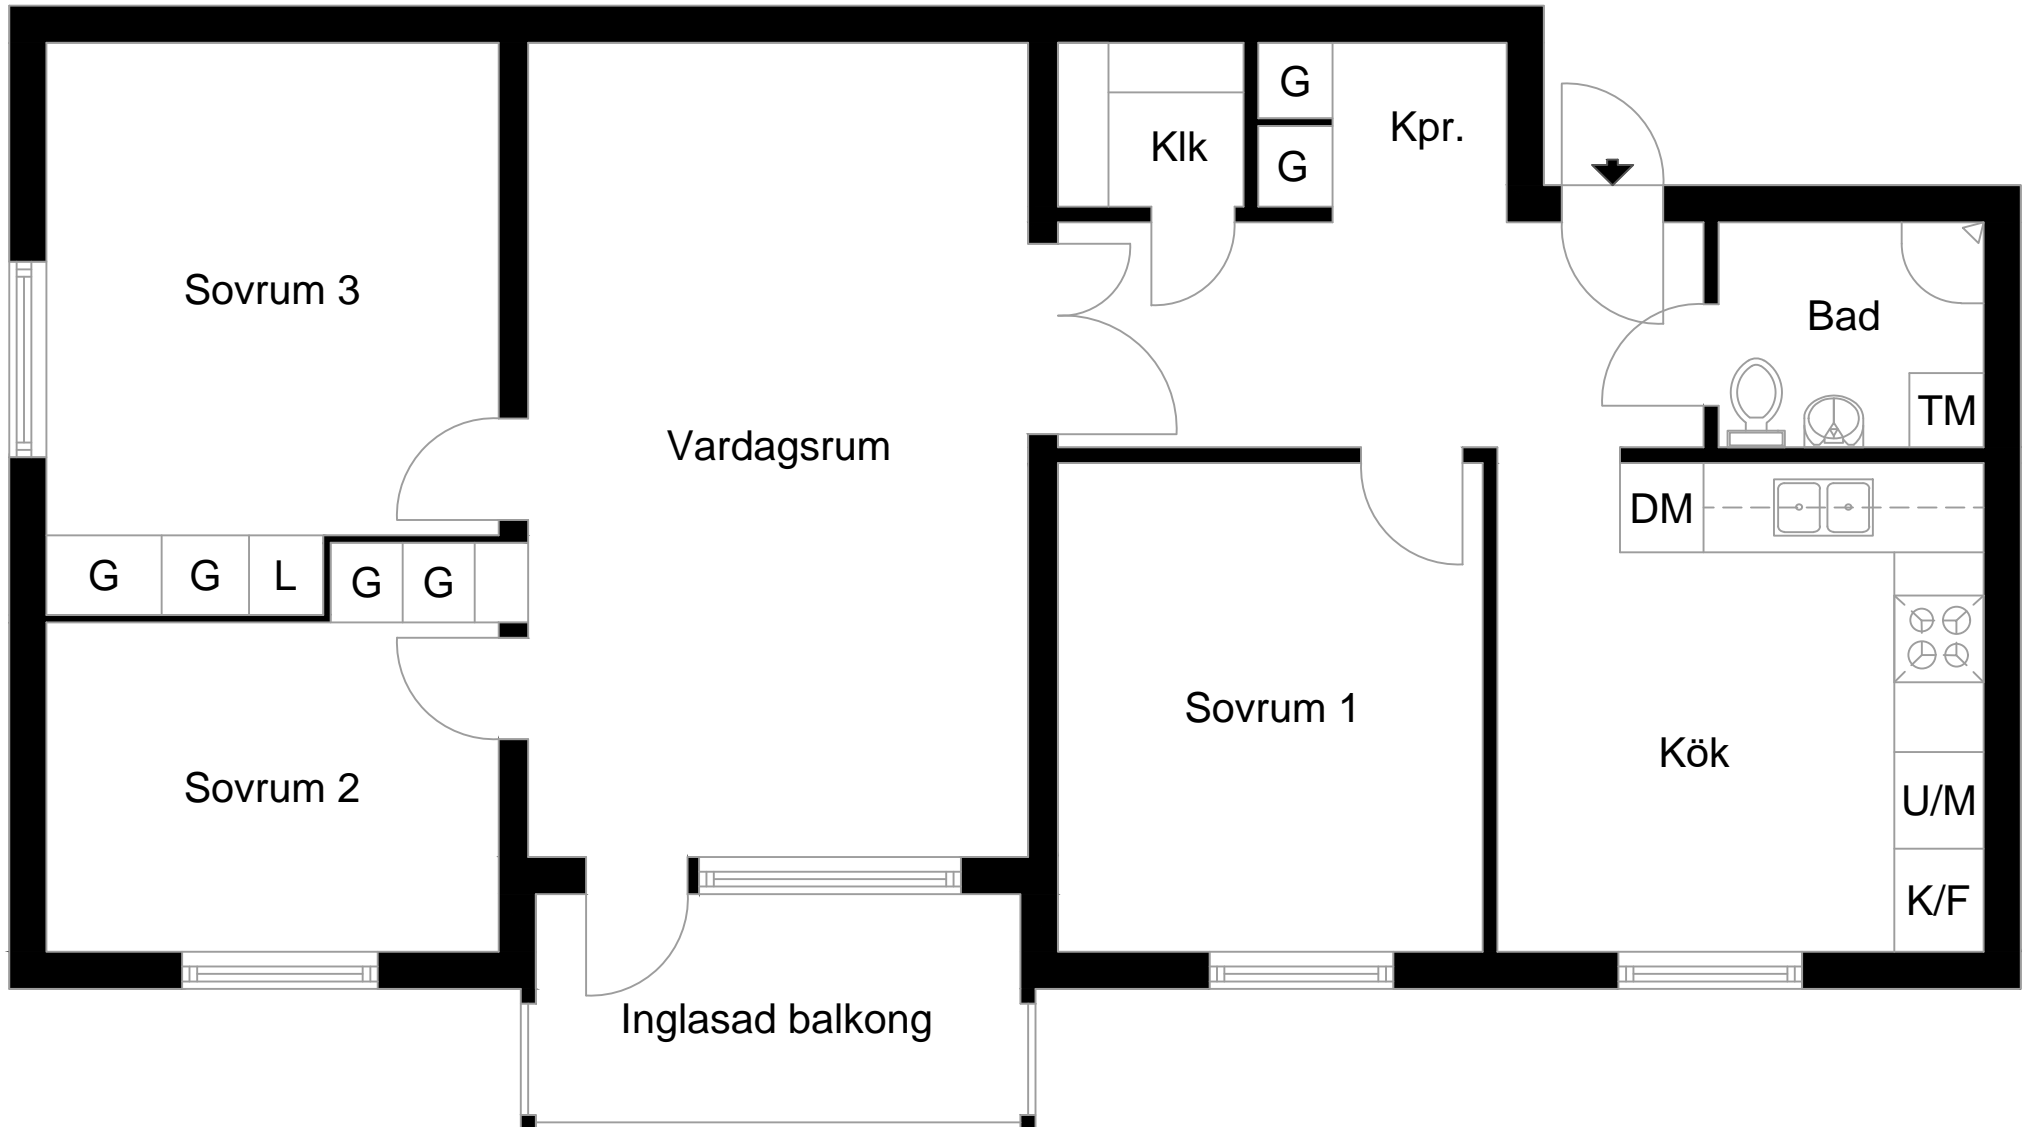 G
Kpr.
Klk
G
Sovrum 3
Bad
TM
Vardagsrum
DM
G G L G G
Sovrum 1
Kök
Sovrum 2
U/M
K/F
Inglasad balkong